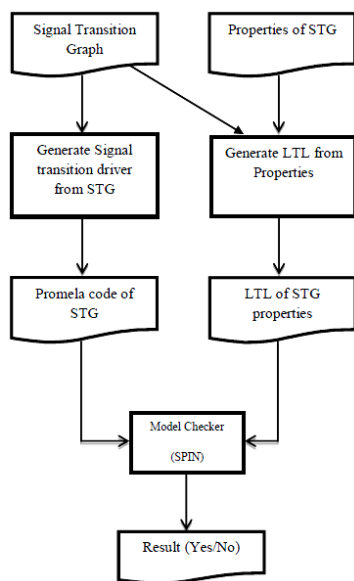 Signal Transition
Graph
Properties of STG
Generate Signal
transition driver
from STG
Generate LTL from
Properties
Promela code of
STG
LTL of STG
properties
Model Checker
(SPIN)
Result (Yes/No)